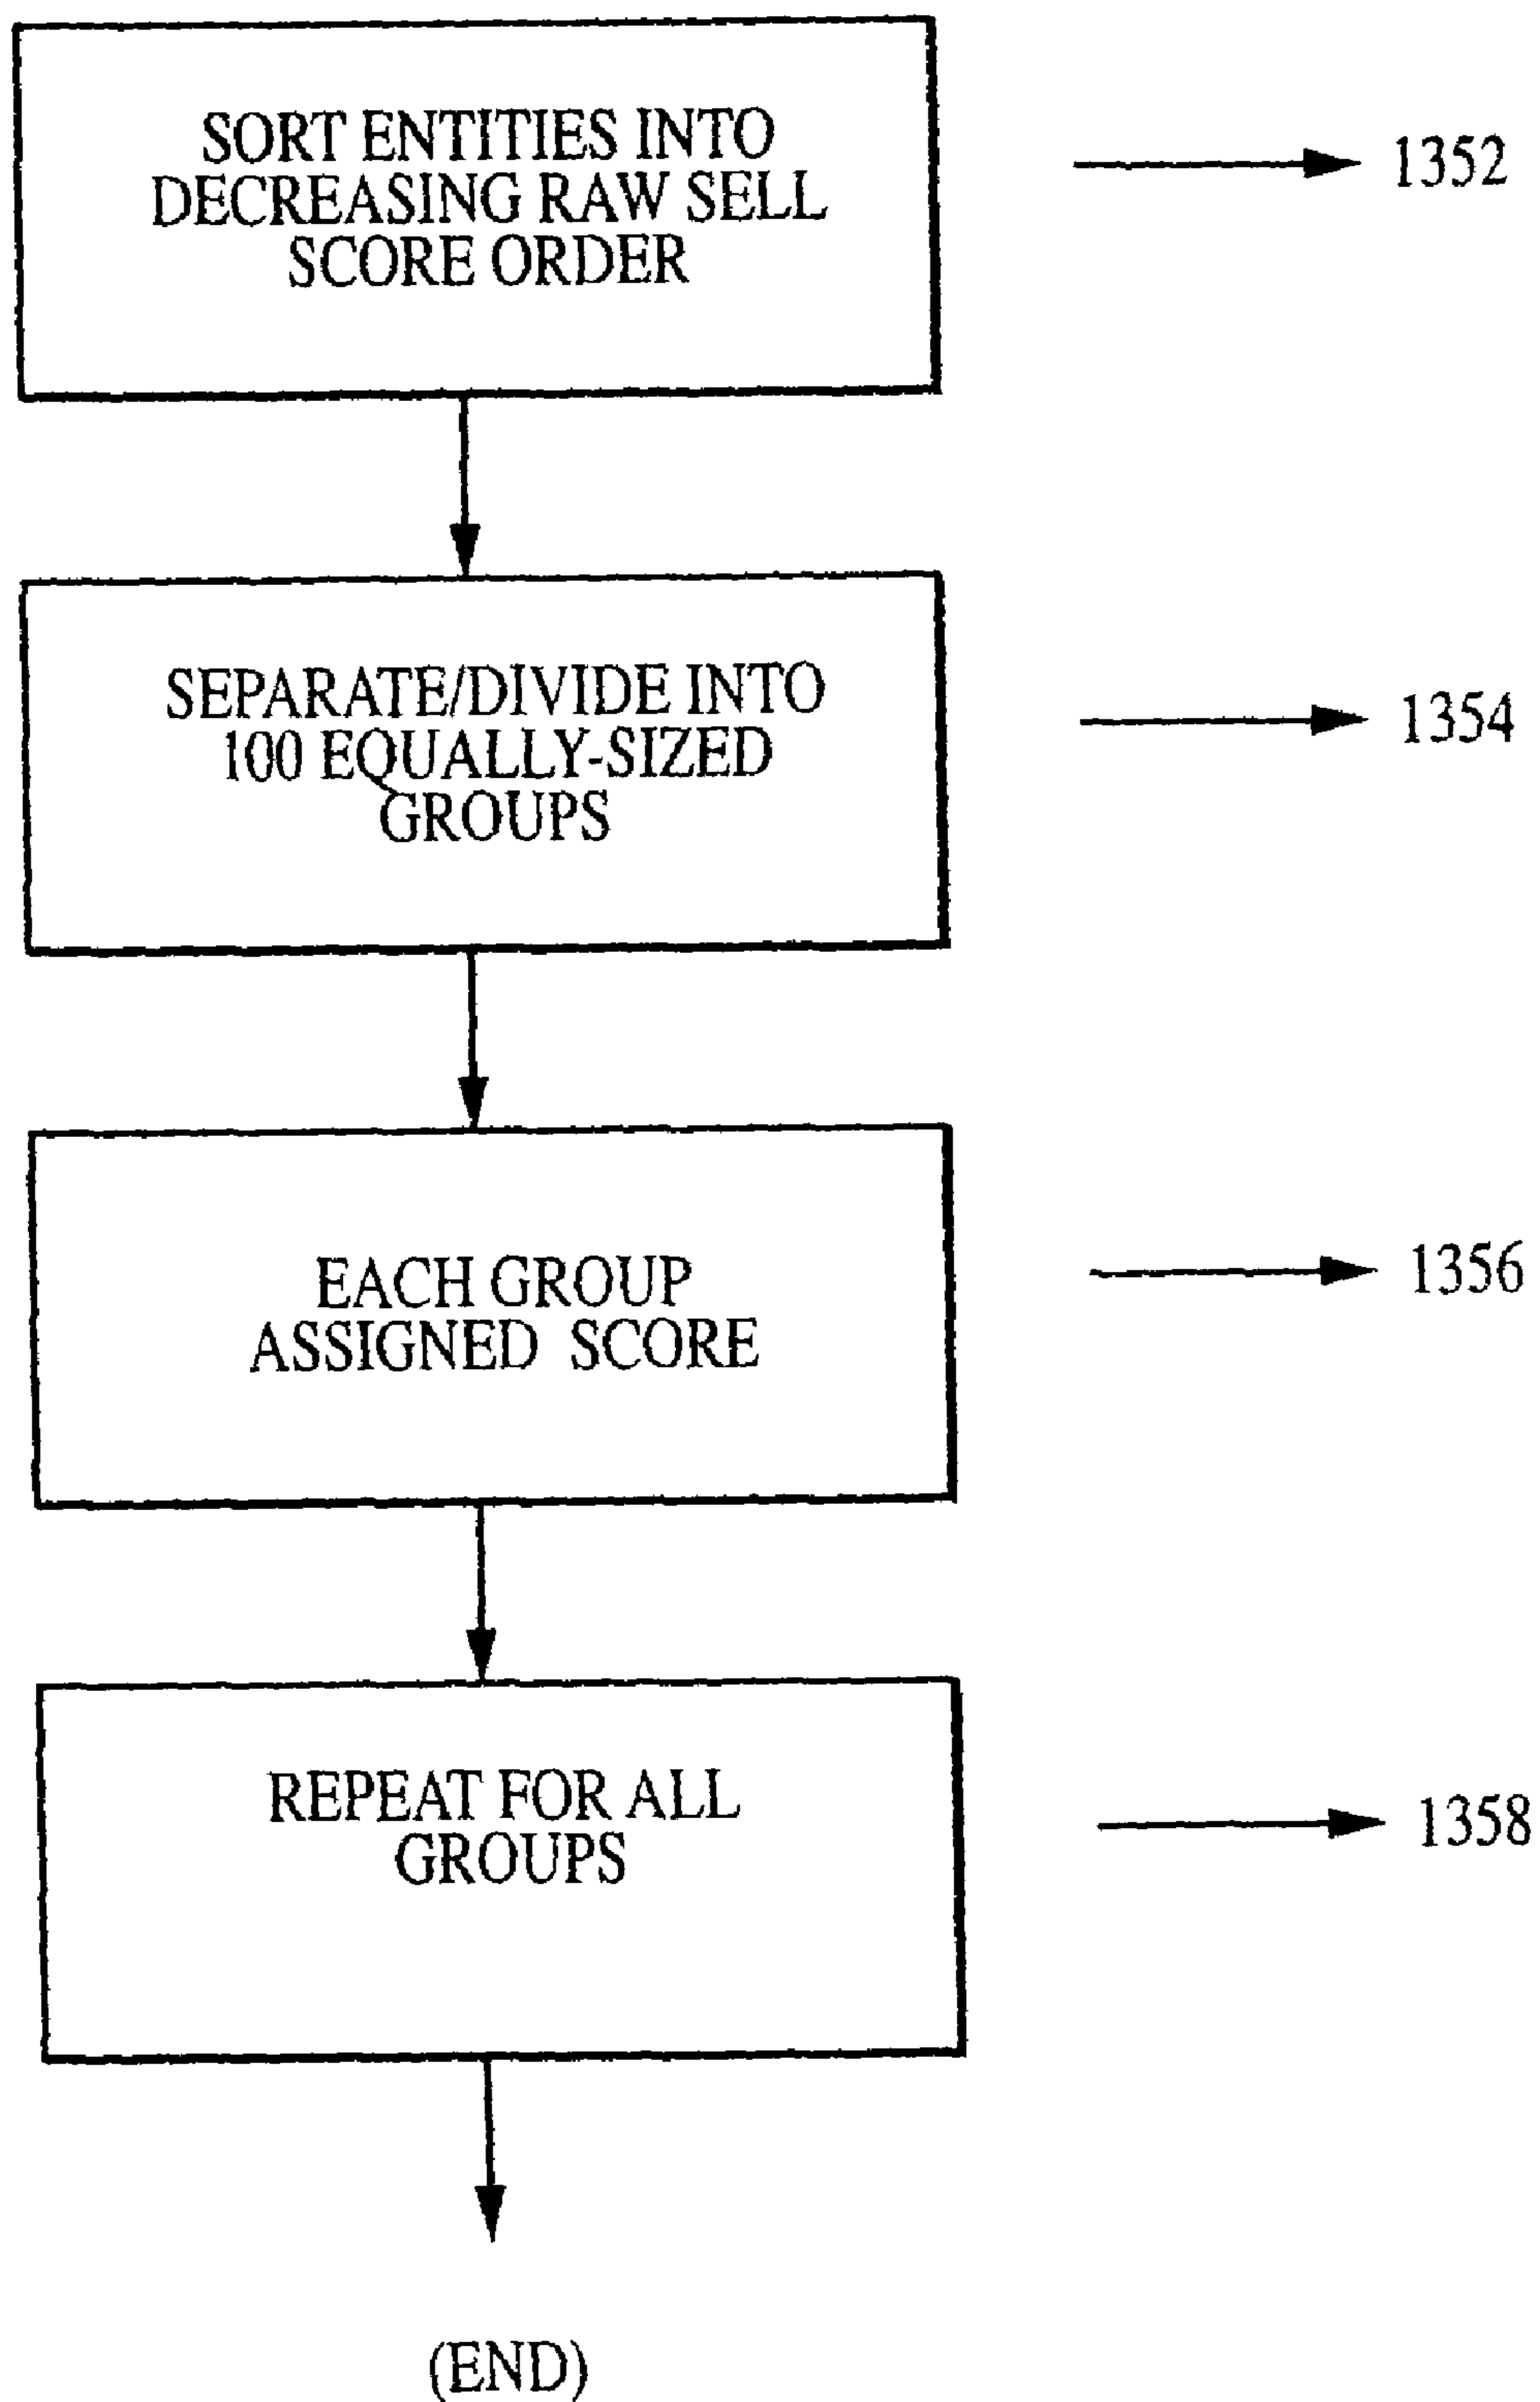 SORT ENTITIES INTO
DECREASING RAW SELL
SCORE ORDER
1352
SEPARATE/DIVIDE INTO
100 EQUALLY-SIZED
GROUPS
1354
EACH GROUP
ASSIGNED SCORE
1356
REPEAT FOR ALL
GROUPS
1358
(END)